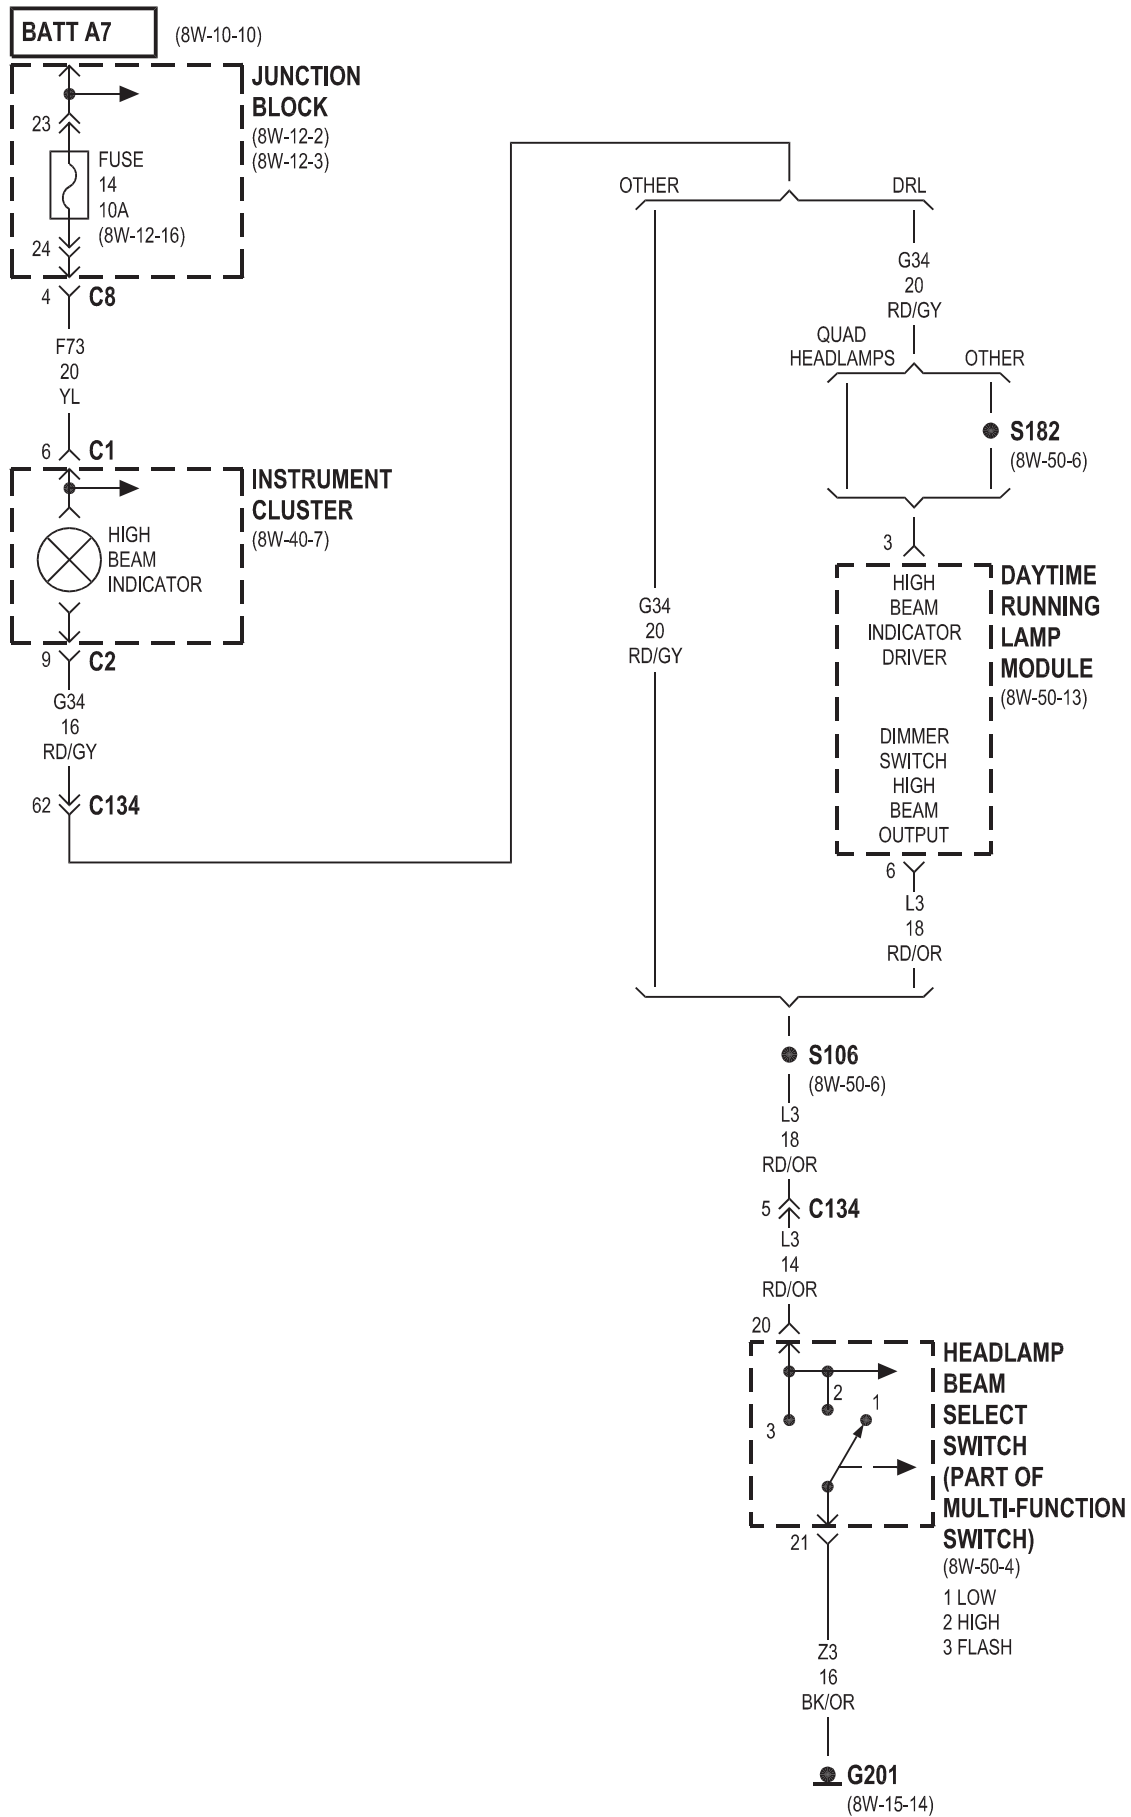 BATT A7
(8W-10-10)
JUNCTION
BLOCK
(8W-12-2)
(8W-12-3)
23
FUSE
14
10A
(8W-12-16)
24
4
C8
F73
20
YL
6
C1
INSTRUMENT
CLUSTER
(8W-40-7)
HIGH
BEAM
INDICATOR
9
C2
G34
16
RD/GY
62
C134
OTHER
DRL
G34
20
RD/GY
QUAD
HEADLAMPS
OTHER
S182
(8W-50-6)
3
G34
20
RD/GY
HIGH
BEAM
INDICATOR
DRIVER
DIMMER
SWITCH
HIGH
BEAM
OUTPUT
DAYTIME
RUNNING
LAMP
MODULE
(8W-50-13)
6
L3
18
RD/OR
S106
(8W-50-6)
L3
18
RD/OR
5
C134
L3
14
RD/OR
20
2
1
3
HEADLAMP
BEAM
SELECT
SWITCH
(PART OF
MULTI-FUNCTION
SWITCH)
(8W-50-4)
1 LOW
2 HIGH
3 FLASH
21
Z3
16
BK/OR
G201
(8W-15-14)